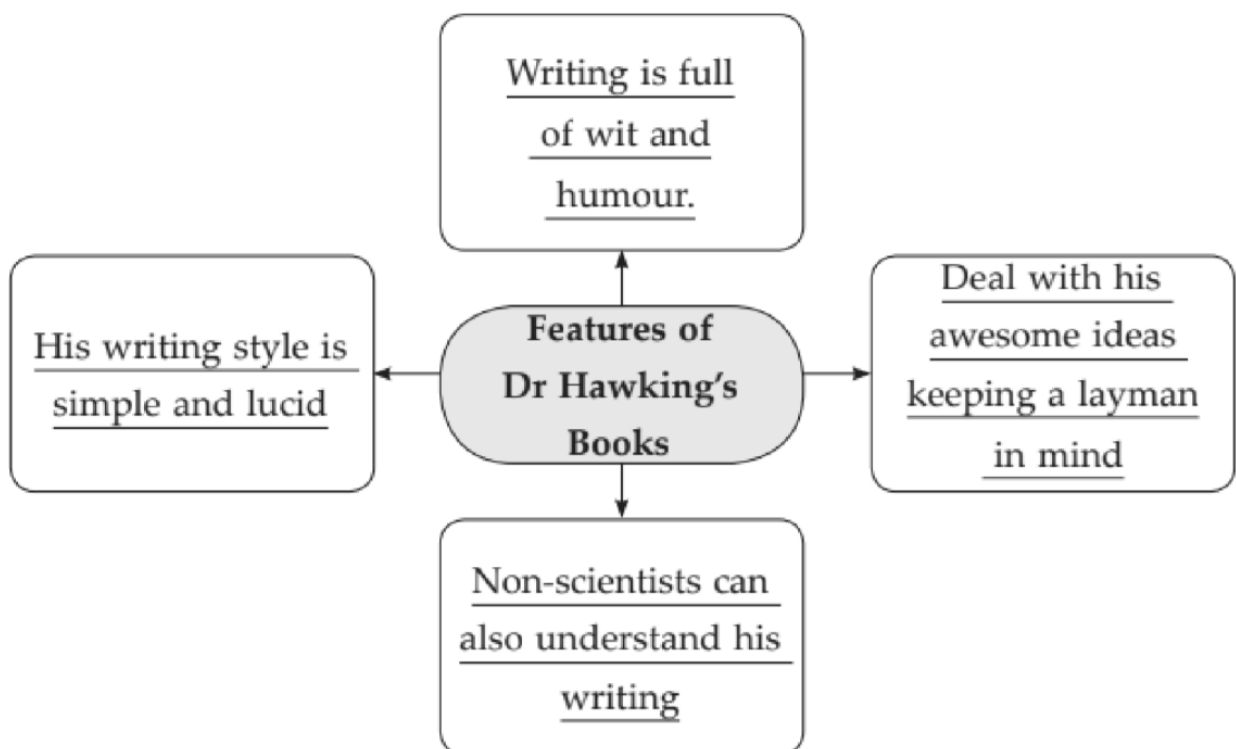 Writing is full
of wit and
humour.
His writing style is
simple and lucid
Features of
Dr Hawking's
Books
Deal with his
awesome ideas
keeping a layman
in mind
Non-scientists can
also understand his
writing